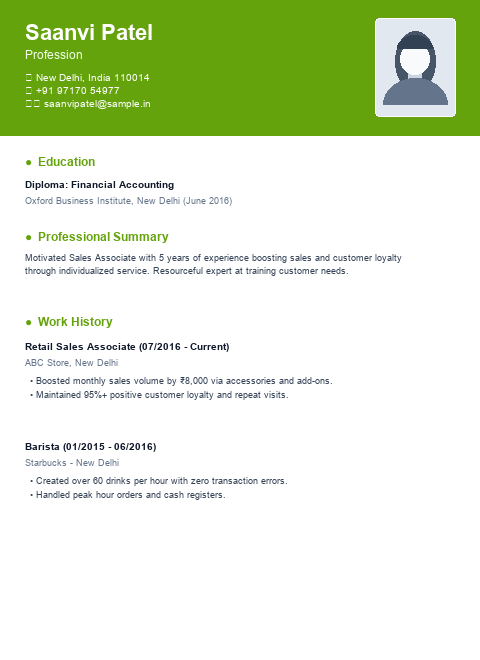 Saanvi Patel
Profession
New Delhi, India 110014
+91 97170 54977
saanvipatel@sample.in
● Education
Diploma: Financial Accounting
Oxford Business Institute, New Delhi (June 2016)
● Professional Summary
Motivated Sales Associate with 5 years of experience boosting sales and customer loyalty
through individualized service. Resourceful expert at training customer needs.
● Work History
Retail Sales Associate (07/2016 - Current)
ABC Store, New Delhi
• Boosted monthly sales volume by ₹8,000 via accessories and add-ons.
• Maintained 95%+ positive customer loyalty and repeat visits.
Barista (01/2015 - 06/2016)
Starbucks - New Delhi
• Created over 60 drinks per hour with zero transaction errors.
• Handled peak hour orders and cash registers.